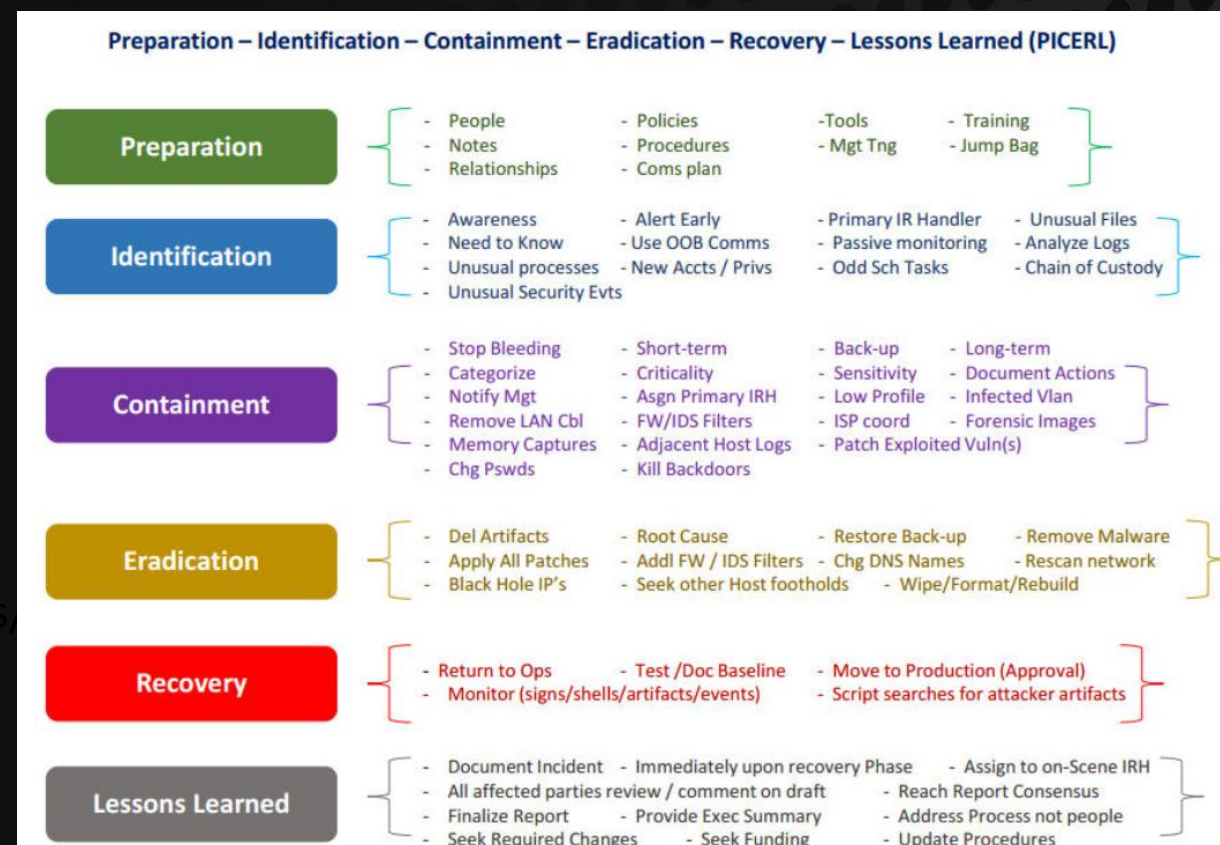 Preparation – Identification – Containment – Eradication – Recovery – Lessons Learned (PICERL)
Preparation
- People - Policies -Tools - Training
- Notes - Procedures - Mgt Tng - Jump Bag
- Relationships - Coms plan
Identification
- Awareness - Alert Early - Primary IR Handler - Unusual Files
- Need to Know - Use OOB Comms - Passive monitoring - Analyze Logs
- Unusual processes - New Accts / Privs - Odd Sch Tasks - Chain of Custody
- Unusual Security Evts
Containment
- Stop Bleeding - Short-term - Back-up - Long-term
- Categorize - Criticality - Sensitivity - Document Actions
- Notify Mgt - Asgn Primary IRH - Low Profile - Infected Vlan
- Remove LAN Cbl - FW/IDS Filters - ISP coord - Forensic Images
- Memory Captures - Adjacent Host Logs - Patch Exploited Vuln(s)
- Chg Pswds - Kill Backdoors
Eradication
- Del Artifacts - Root Cause - Restore Back-up - Remove Malware
- Apply All Patches - Addl FW / IDS Filters - Chg DNS Names - Rescan network
- Black Hole IP's - Seek other Host footholds - Wipe/Format/Rebuild
Recovery
- Return to Ops - Test /Doc Baseline - Move to Production (Approval)
- Monitor (signs/shells/artifacts/events) - Script searches for attacker artifacts
Lessons Learned
- Document Incident - Immediately upon recovery Phase - Assign to on-Scene IRH
- All affected parties review / comment on draft - Reach Report Consensus
- Finalize Report - Provide Exec Summary - Address Process not people
- Seek Required Changes - Seek Funding - Update Procedures